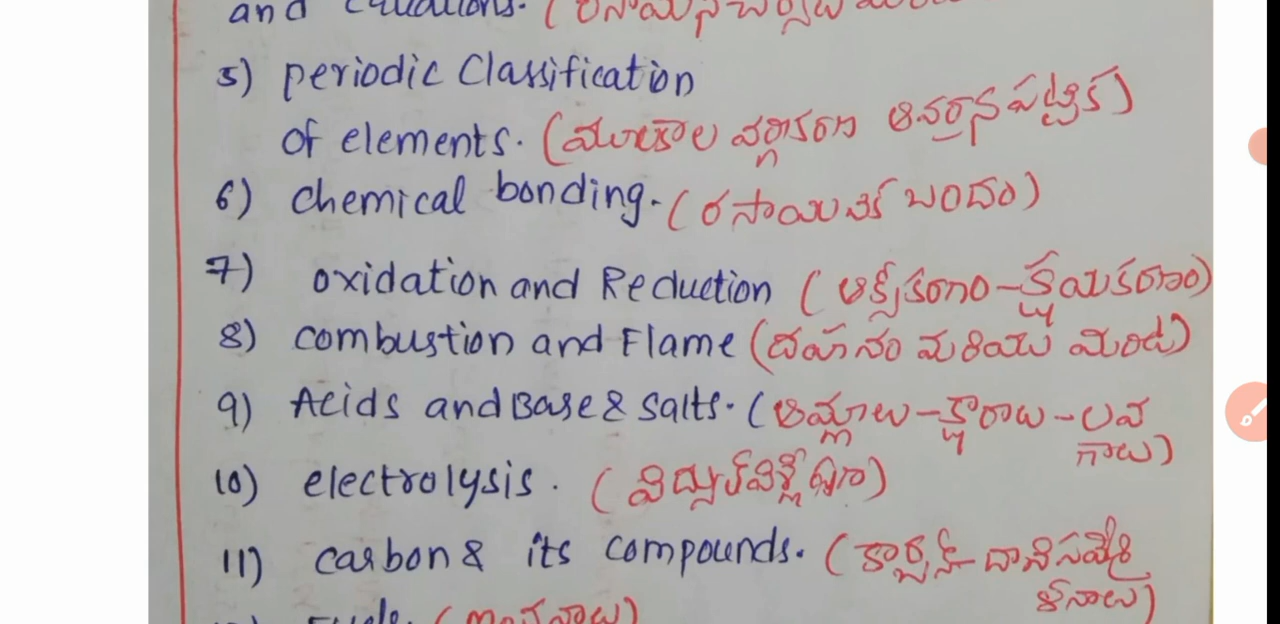 and
5) periodic Classification
of elements. (మూలకాల వర్గీకరణ ఆవర్తన పట్టిక)
6) chemical bonding. (రసాయనిక బందం)
7) oxidation and Reduction (ఆక్సీకరణం-క్షయకరణం)
8) combustion and Flame (దహనం మరియు మంట)
9) Acids and Base & salts. (ఆమ్లాలు-క్షారాలు-లవ
ణాలు)
10) electrolysis. (విద్యుత్ విశ్లేషణ)
11) carbon & its compounds. (కార్బన్-దాని సమ్మే
ళనాలు)